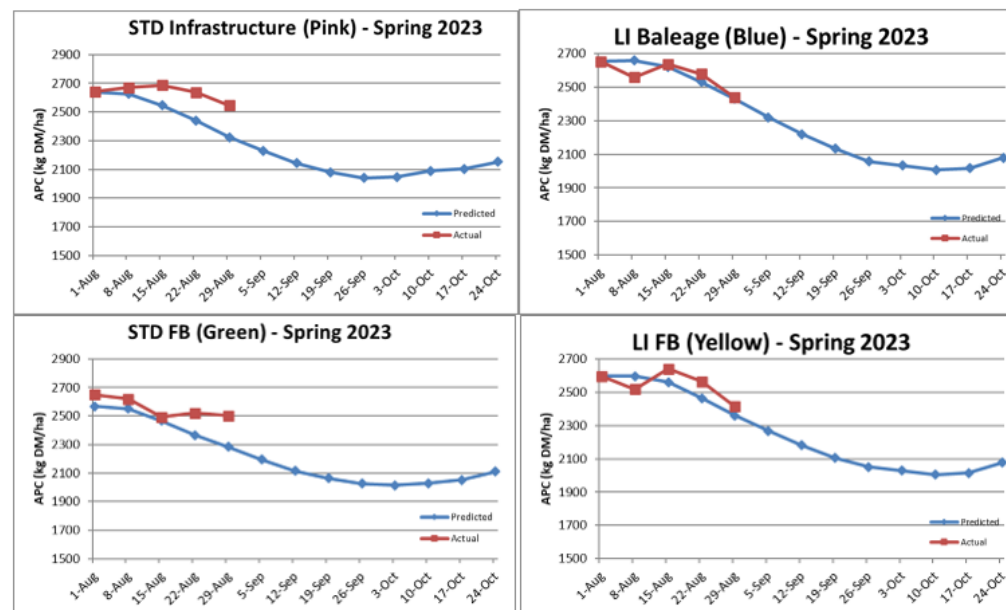 STD Infrastructure (Pink) - Spring 2023
2900
2700
2500
2300
2100
1900
1700
1500
APC (kg DM/ha)
Predicted
Actual
1-Aug 8-Aug 15-Aug 22-Aug 29-Aug 5-Sep 12-Sep 19-Sep 26-Sep 3-Oct 10-Oct 17-Oct 24-Oct
LI Baleage (Blue) - Spring 2023
2700
2500
2300
2100
1900
1700
1500
APC (kg DM/ha)
Predicted
Actual
1-Aug 8-Aug 15-Aug 22-Aug 29-Aug 5-Sep 12-Sep 19-Sep 26-Sep 3-Oct 10-Oct 17-Oct 24-Oct
STD FB (Green) - Spring 2023
2900
2700
2500
2300
2100
1900
1700
1500
APC (kg DM/ha)
Predicted
Actual
1-Aug 8-Aug 15-Aug 22-Aug 29-Aug 5-Sep 12-Sep 19-Sep 26-Sep 3-Oct 10-Oct 17-Oct 24-Oct
LI FB (Yellow) - Spring 2023
2700
2500
2300
2100
1900
1700
1500
APC (kg DM/ha)
Predicted
Actual
1-Aug 8-Aug 15-Aug 22-Aug 29-Aug 5-Sep 12-Sep 19-Sep 26-Sep 3-Oct 10-Oct 17-Oct 24-Oct